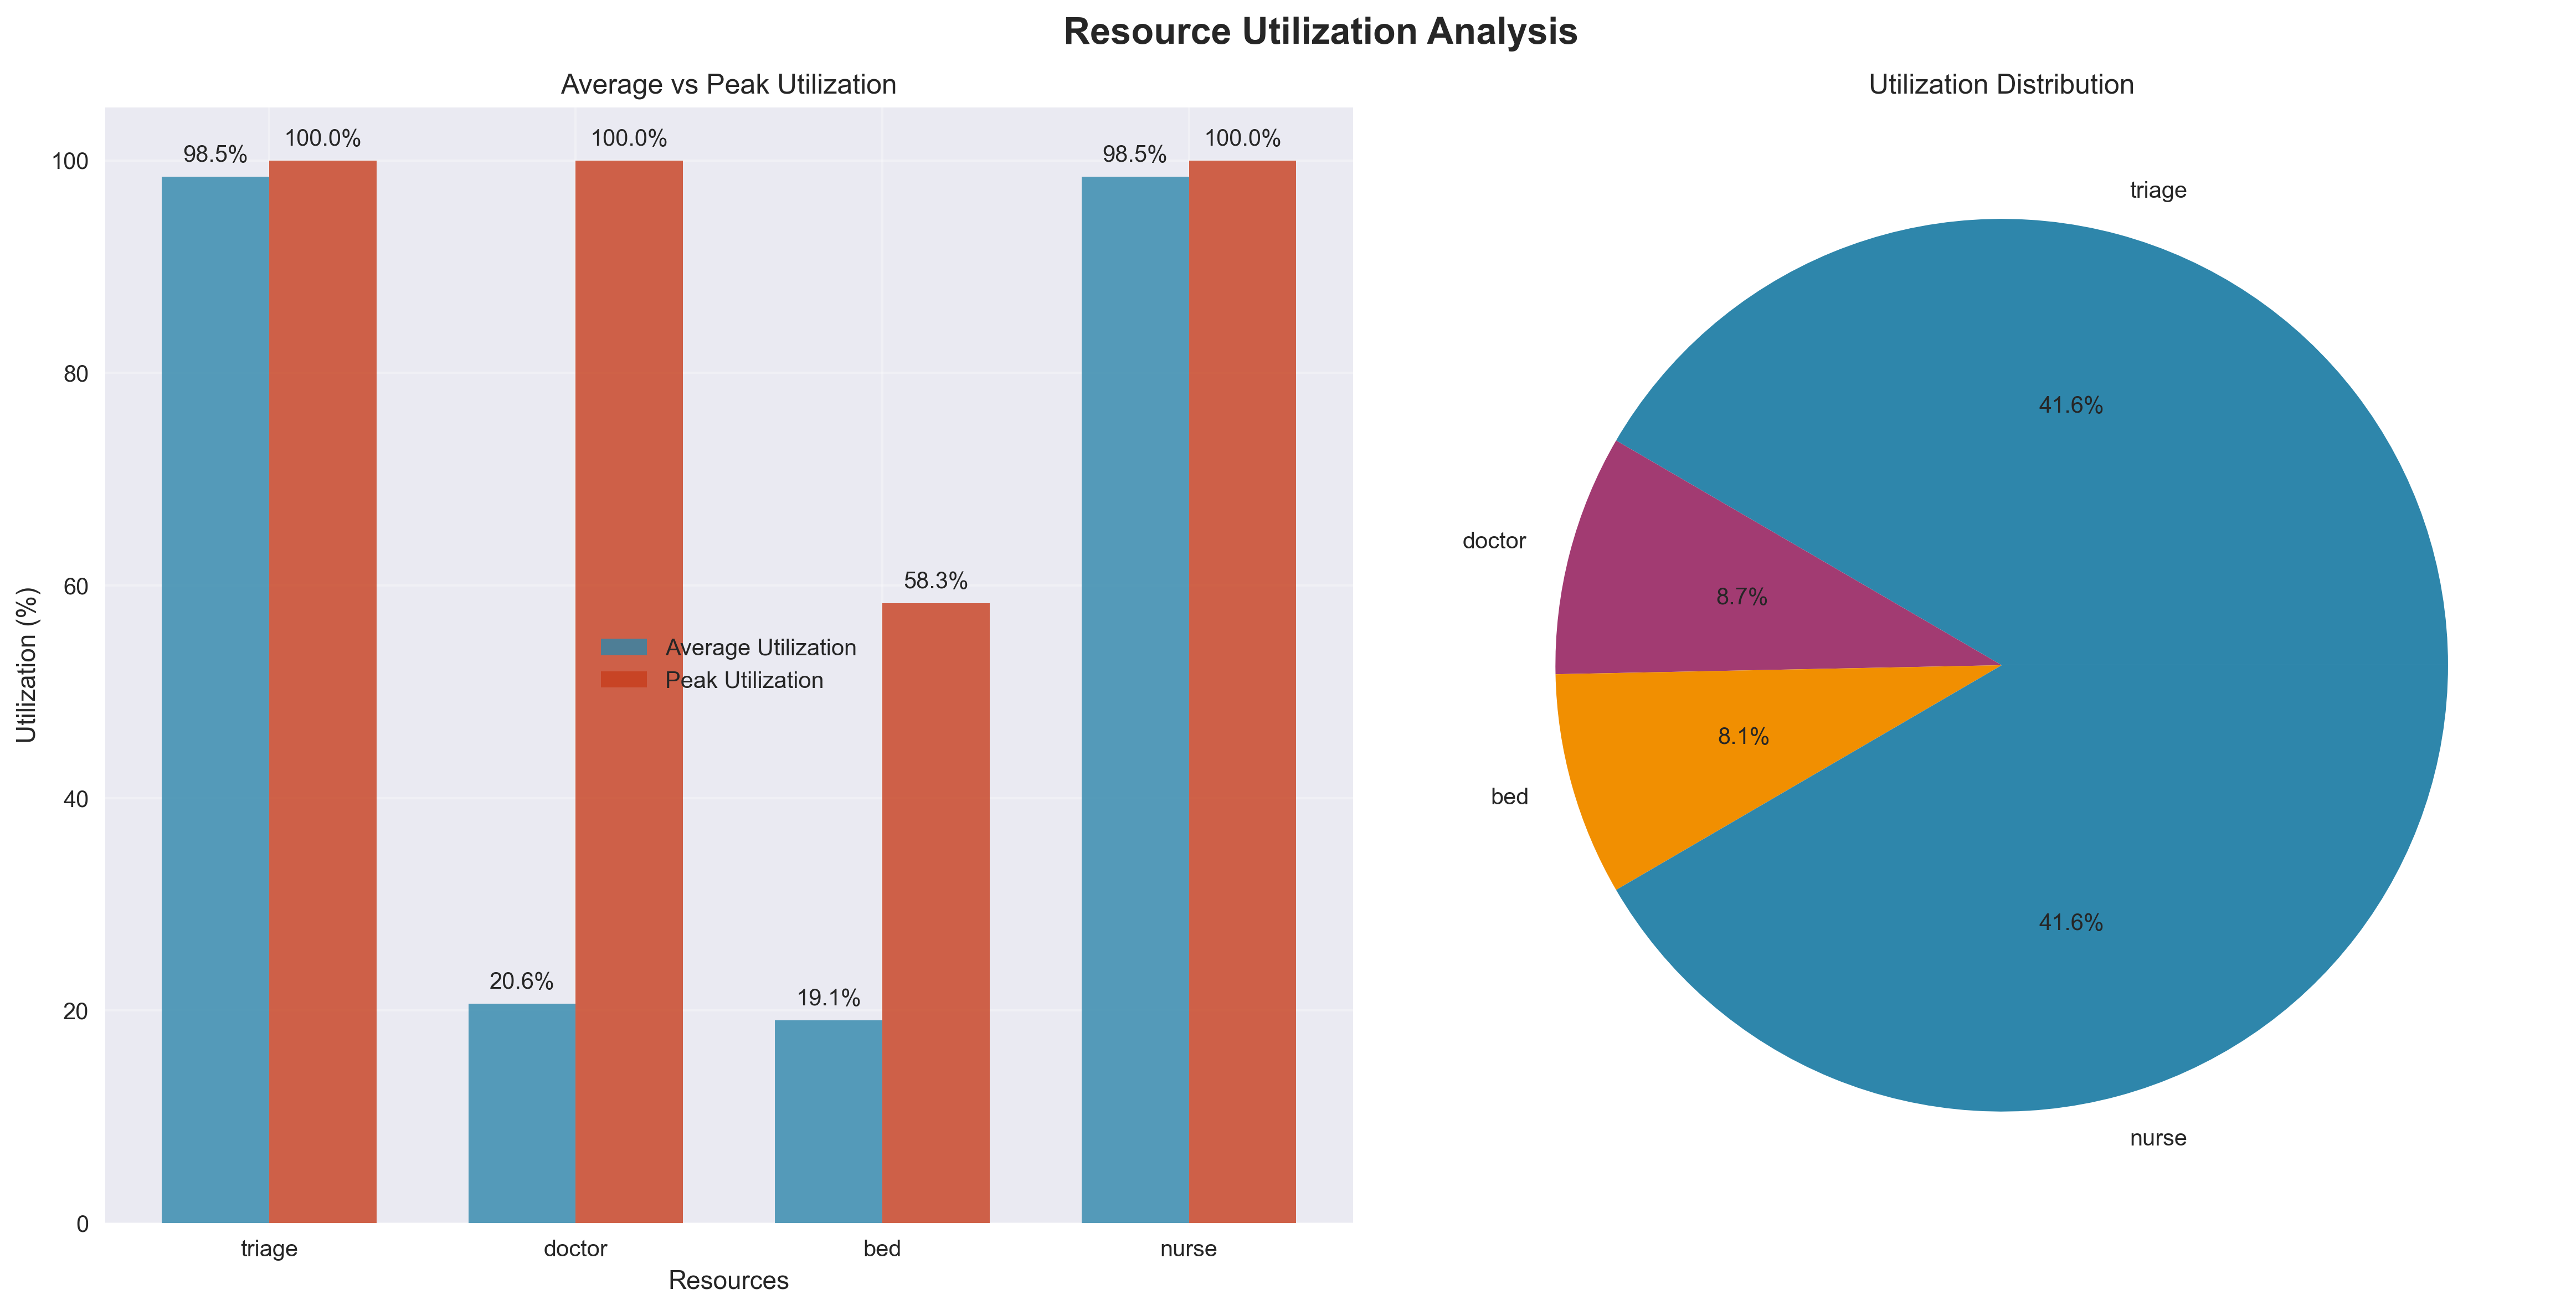 Resource Utilization Analysis
Average vs Peak Utilization
Utilization (%)
100
80
60
40
20
0
98.5%
100.0%
20.6%
100.0%
19.1%
58.3%
98.5%
100.0%
Average Utilization
Peak Utilization
triage
doctor
bed
nurse
Resources
Utilization Distribution
triage
41.6%
doctor
8.7%
bed
8.1%
nurse
41.6%